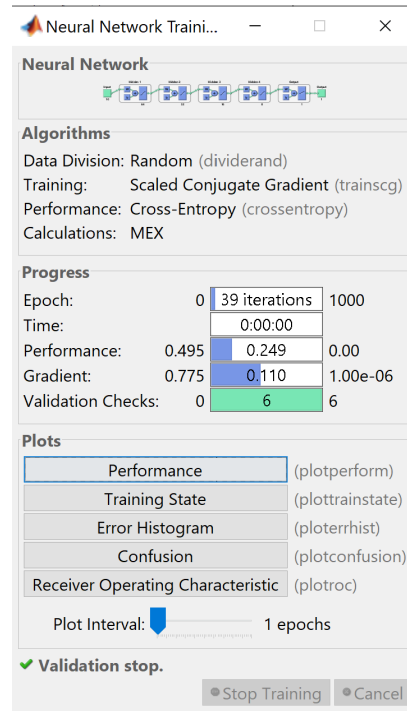 Neural Network Traini...
Neural Network
Algorithms
Data Division: Random (dividerand)
Training: Scaled Conjugate Gradient (trainscg)
Performance: Cross-Entropy (crossentropy)
Calculations: MEX
Progress
Epoch: 0 39 iterations 1000
Time: 0:00:00
Performance: 0.495 0.249 0.00
Gradient: 0.775 0.110 1.00e-06
Validation Checks: 0 6 6
Plots
Performance (plotperform)
Training State (plottrainstate)
Error Histogram (ploterrhist)
Confusion (plotconfusion)
Receiver Operating Characteristic (plotroc)
Plot Interval: 1 epochs
Validation stop.
Stop Training Cancel